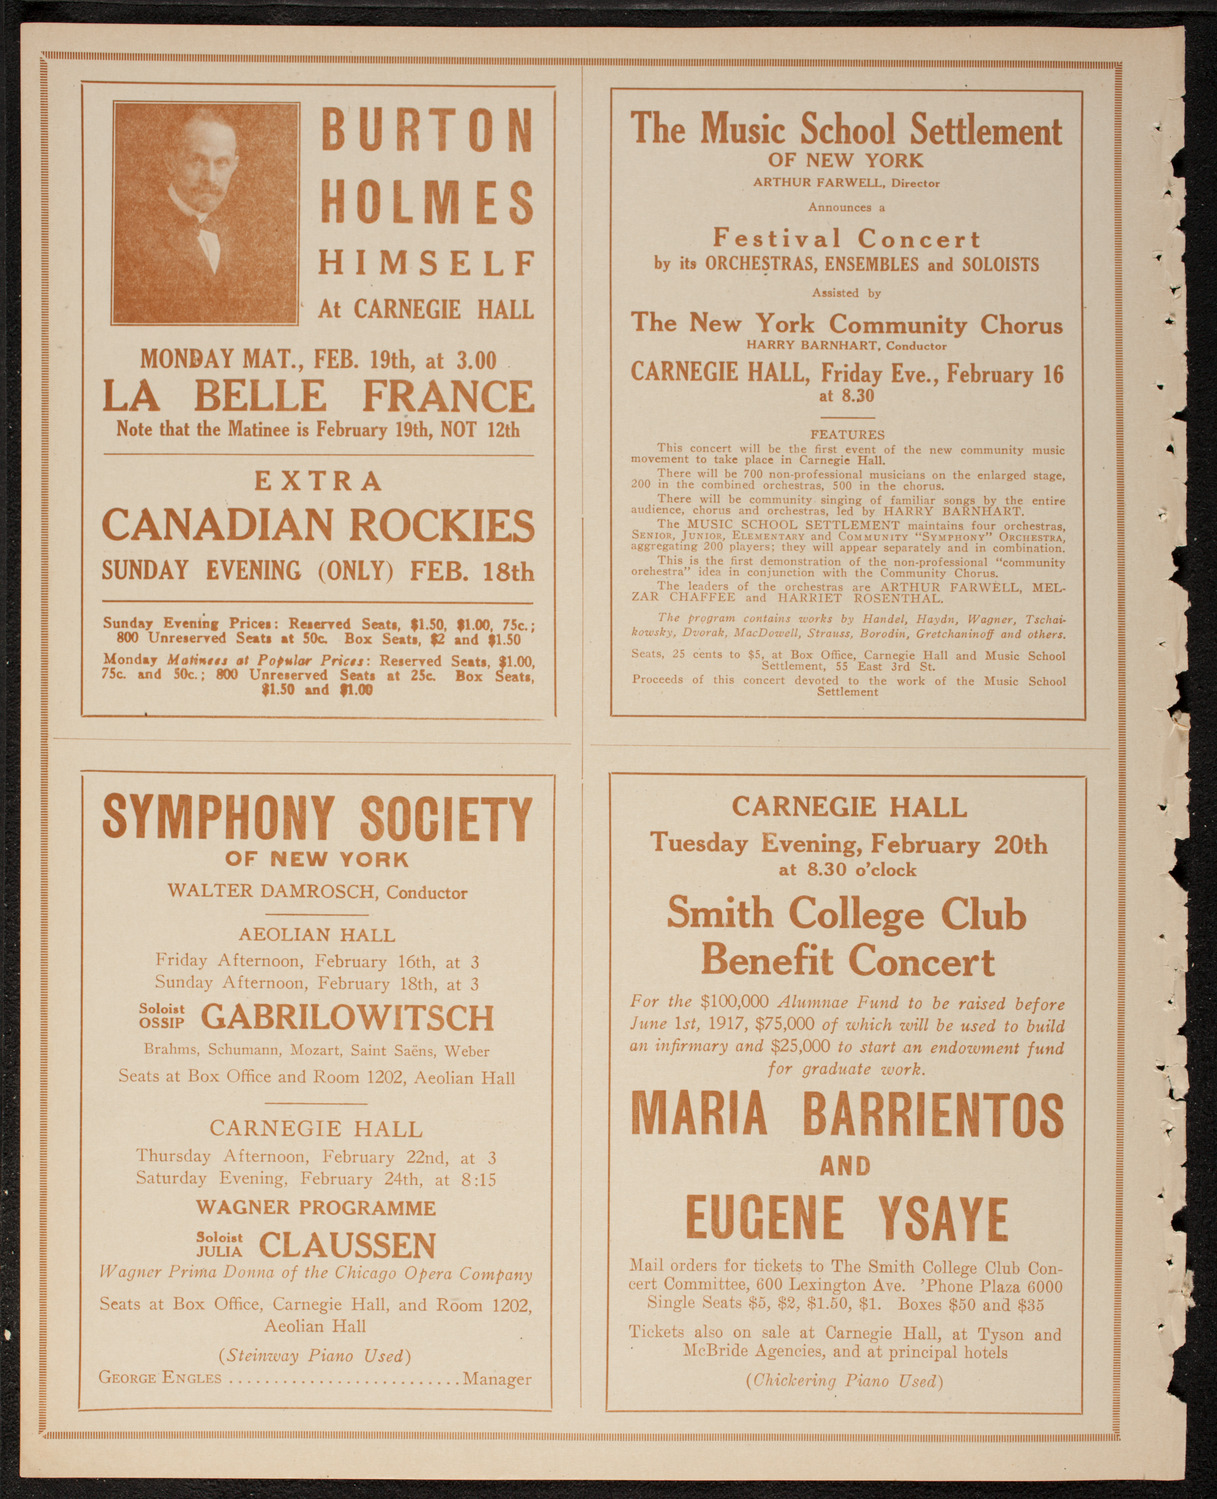 BURTON
HOLMES
HIMSELF
At CARNEGIE HALL
MONDAY MAT., FEB. 19th, at 3.00
LA BELLE FRANCE
Note that the Matinee is February 19th, NOT 12th
EXTRA
CANADIAN ROCKIES
SUNDAY EVENING (ONLY) FEB. 18th
Sunday Evening Prices: Reserved Seats, $1.50, $1.00, 75c.;
800 Unreserved Seats at 50c. Box Seats, $2 and $1.50
Monday Matinees at Popular Prices: Reserved Seats, $1.00,
75c. and 50c.; 800 Unreserved Seats at 25c. Box Seats,
$1.50 and $1.00
The Music School Settlement
OF NEW YORK
ARTHUR FARWELL, Director
Announces a
Festival Concert
by its ORCHESTRAS, ENSEMBLES and SOLOISTS
Assisted by
The New York Community Chorus
HARRY BARNHART, Conductor
CARNEGIE HALL, Friday Eve., February 16
at 8.30
FEATURES
This concert will be the first event of the new community music
movement to take place in Carnegie Hall.
There will be 700 non-professional musicians on the enlarged stage,
200 in the combined orchestras, 500 in the chorus.
There will be community singing of familiar songs by the entire
audience, chorus and orchestras, led by HARRY BARNHART.
The MUSIC SCHOOL SETTLEMENT maintains four orchestras,
SENIOR, JUNIOR, ELEMENTARY and COMMUNITY "SYMPHONY" ORCHESTRA,
aggregating 200 players; they will appear separately and in combination.
This is the first demonstration of the non-professional "community
orchestra" idea in conjunction with the Community Chorus.
The leaders of the orchestras are ARTHUR FARWELL, MEL-
ZAR CHAFFEE and HARRIET ROSENTHAL.
The program contains works by Handel, Haydn, Wagner, Tschai-
kowsky, Dvorak, MacDowell, Strauss, Borodin, Gretchaninoff and others.
Seats, 25 cents to $5, at Box Office, Carnegie Hall and Music School
Settlement, 55 East 3rd St.
Proceeds of this concert devoted to the work of the Music School
Settlement
SYMPHONY SOCIETY
OF NEW YORK
WALTER DAMROSCH, Conductor
AEOLIAN HALL
Friday Afternoon, February 16th, at 3
Sunday Afternoon, February 18th, at 3
Soloist
OSSIP GABRILOWITSCH
Brahms, Schumann, Mozart, Saint Saëns, Weber
Seats at Box Office and Room 1202, Aeolian Hall
CARNEGIE HALL
Thursday Afternoon, February 22nd, at 3
Saturday Evening, February 24th, at 8:15
WAGNER PROGRAMME
Soloist
JULIA CLAUSSEN
Wagner Prima Donna of the Chicago Opera Company
Seats at Box Office, Carnegie Hall, and Room 1202,
Aeolian Hall
(Steinway Piano Used)
GEORGE ENGLES ......................... Manager
CARNEGIE HALL
Tuesday Evening, February 20th
at 8.30 o'clock
Smith College Club
Benefit Concert
For the $100,000 Alumnae Fund to be raised before
June 1st, 1917, $75,000 of which will be used to build
an infirmary and $25,000 to start an endowment fund
for graduate work.
MARIA BARRIENTOS
AND
EUGENE YSAYE
Mail orders for tickets to The Smith College Club Con-
cert Committee, 600 Lexington Ave. 'Phone Plaza 6000
Single Seats $5, $2, $1.50, $1. Boxes $50 and $35
Tickets also on sale at Carnegie Hall, at Tyson and
McBride Agencies, and at principal hotels
(Chickering Piano Used)